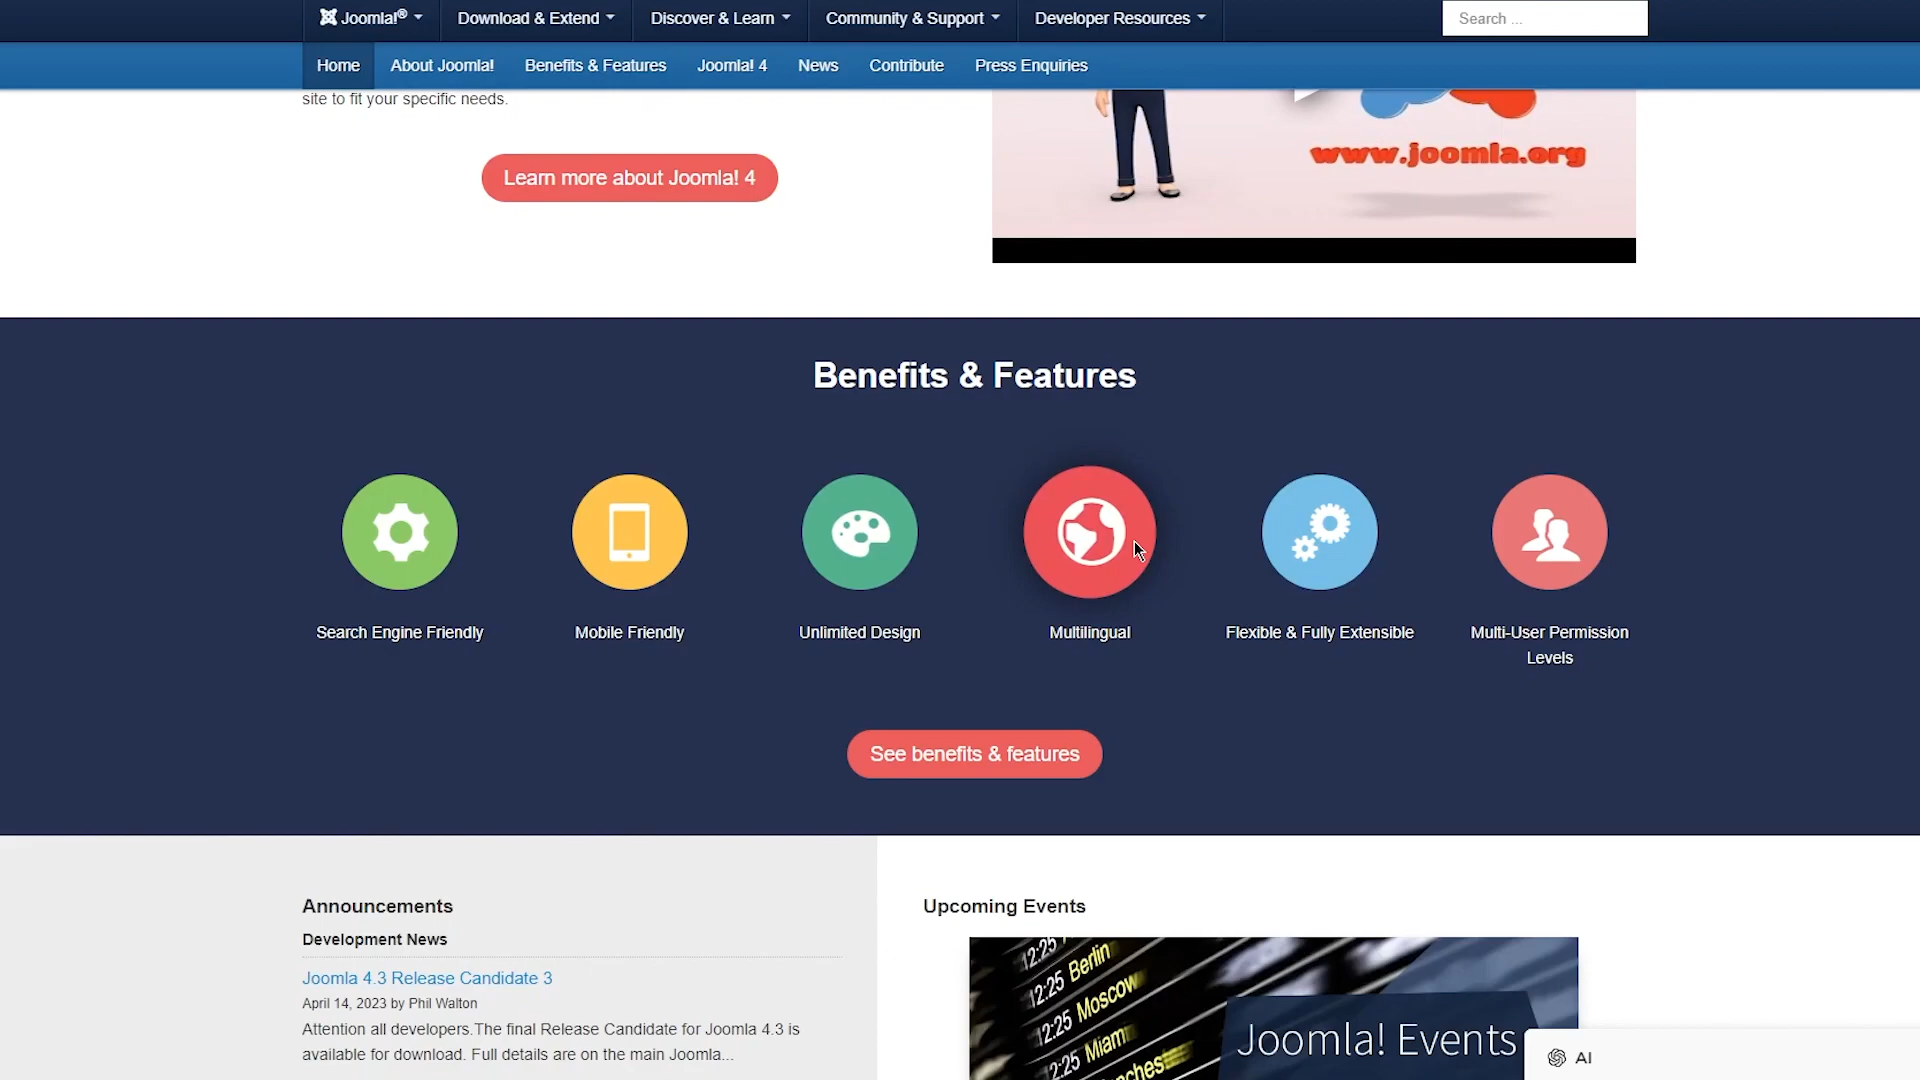 Joomla!® Download & Extend Discover & Learn Community & Support Developer Resources Search ...
Home About Joomla! Benefits & Features Joomla! 4 News Contribute Press Enquiries
site to fit your specific needs.
Learn more about Joomla! 4
www.joomla.org
Benefits & Features
Search Engine Friendly
Mobile Friendly
Unlimited Design
Multilingual
Flexible & Fully Extensible
Multi-User Permission
Levels
See benefits & features
Announcements
Development News
Joomla 4.3 Release Candidate 3
April 14, 2023 by Phil Walton
Attention all developers.The final Release Candidate for Joomla 4.3 is
available for download. Full details are on the main Joomla...
Upcoming Events
12:25
12:25 Berlin
12:25 Moscow
12:25 Miami
Joomla! Events
AI